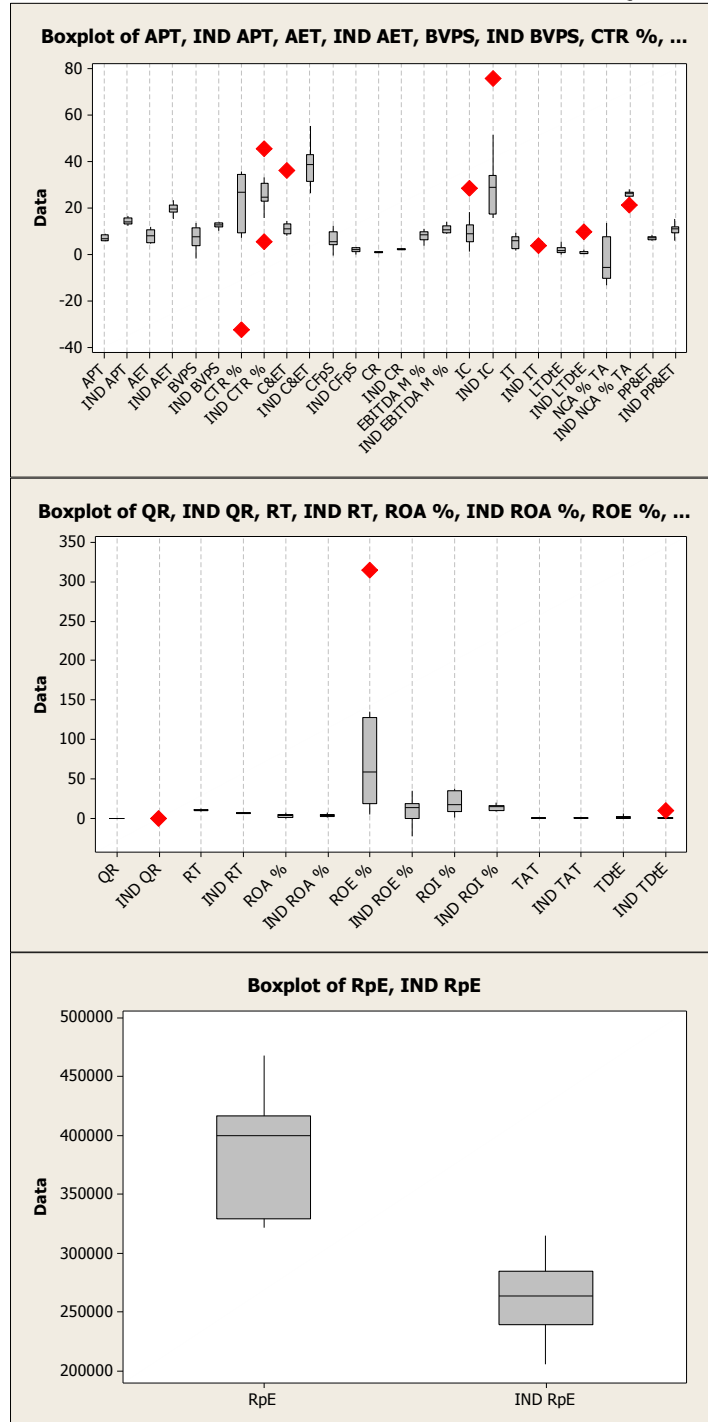 Boxplot of APT, IND APT, AET, IND AET, BVPS, IND BVPS, CTR %, ...
80
60
40
20
0
-20
-40
Data
APT
IND APT
AET
IND AET
BVPS
IND BVPS
CTR %
IND CTR %
C&ET
IND C&ET
CFpS
IND CFpS
CR
IND CR
EBITDA M %
IND EBITDA M %
IC
IND IC
IT
IND IT
LTDtE
IND LTDtE
NCA % TA
IND NCA % TA
PP&ET
IND PP&ET
Boxplot of QR, IND QR, RT, IND RT, ROA %, IND ROA %, ROE %, ...
350
300
250
200
150
100
50
0
Data
QR
IND QR
RT
IND RT
ROA %
IND ROA %
ROE %
IND ROE %
ROI %
IND ROI %
TAT
IND TAT
TDtE
IND TDtE
Boxplot of RpE, IND RpE
500000
450000
400000
350000
300000
250000
200000
Data
RpE
IND RpE